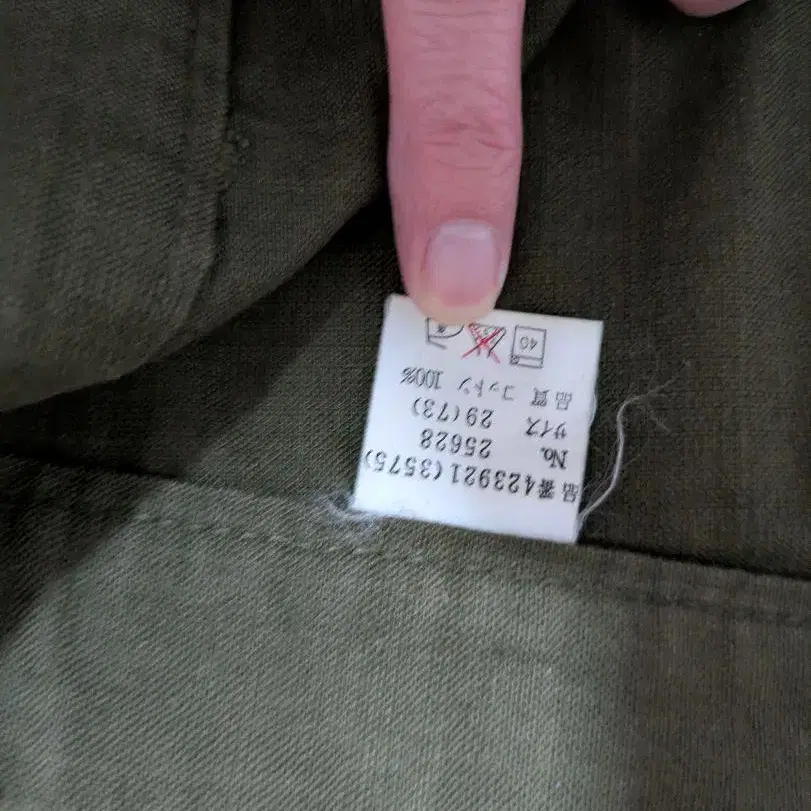 品番423921(3575)
No. 25628
サイズ 29(73)
品質 コットン 100%
40